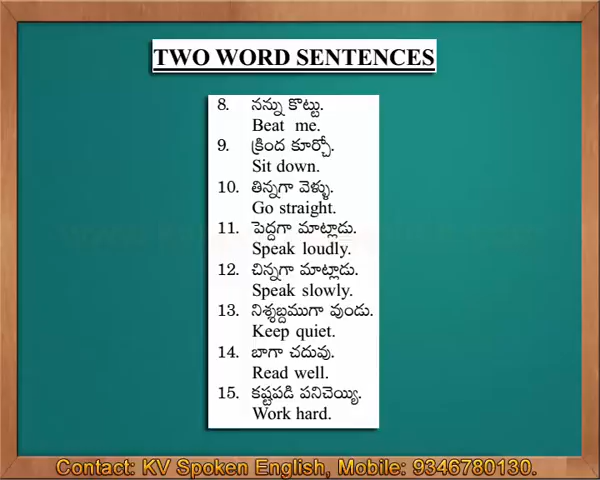 TWO WORD SENTENCES
8. నన్ను కొట్టు.
Beat me.
9. క్రింద కూర్చో.
Sit down.
10. తిన్నగా వెళ్ళు.
Go straight.
11. పెద్దగా మాట్లాడు.
Speak loudly.
12. చిన్నగా మాట్లాడు.
Speak slowly.
13. నిశ్శబ్దముగా వుండు.
Keep quiet.
14. బాగా చదువు.
Read well.
15. కష్టపడి పనిచెయ్యి.
Work hard.
Contact: KV Spoken English, Mobile: 9346780130.